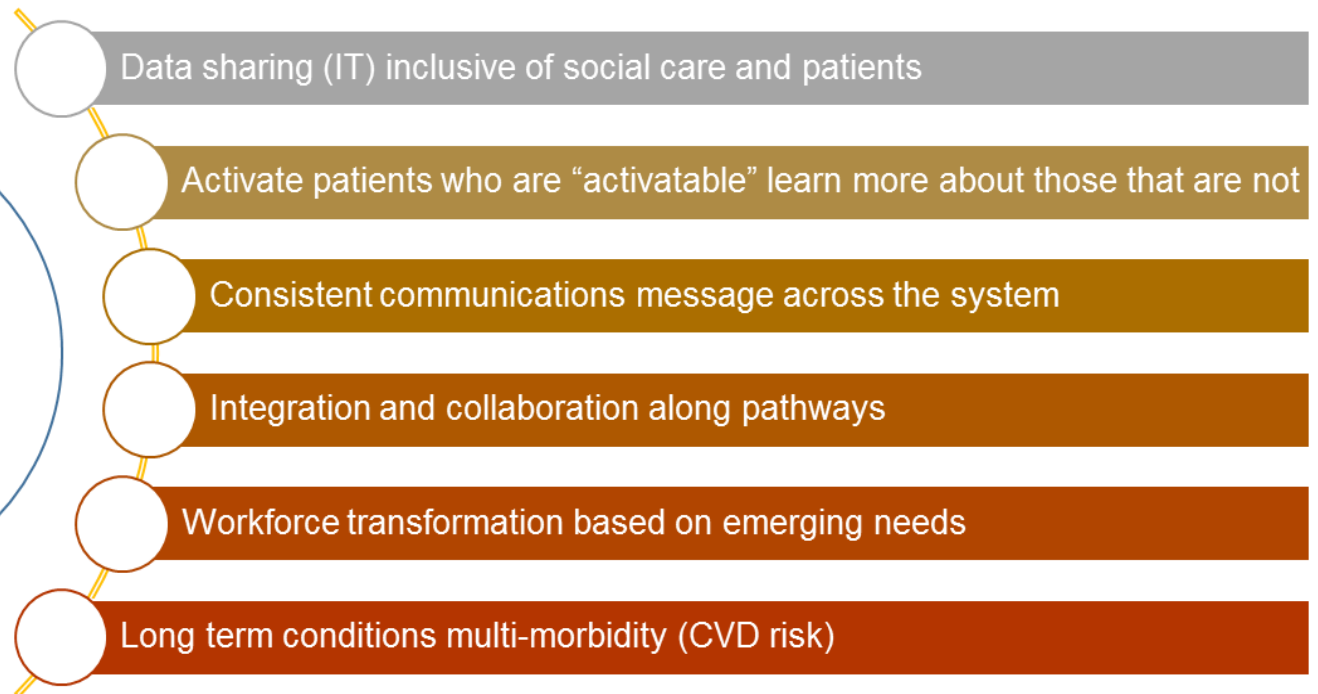 Data sharing (IT) inclusive of social care and patients
Activate patients who are “activatable” learn more about those that are not
Consistent communications message across the system
Integration and collaboration along pathways
Workforce transformation based on emerging needs
Long term conditions multi-morbidity (CVD risk)